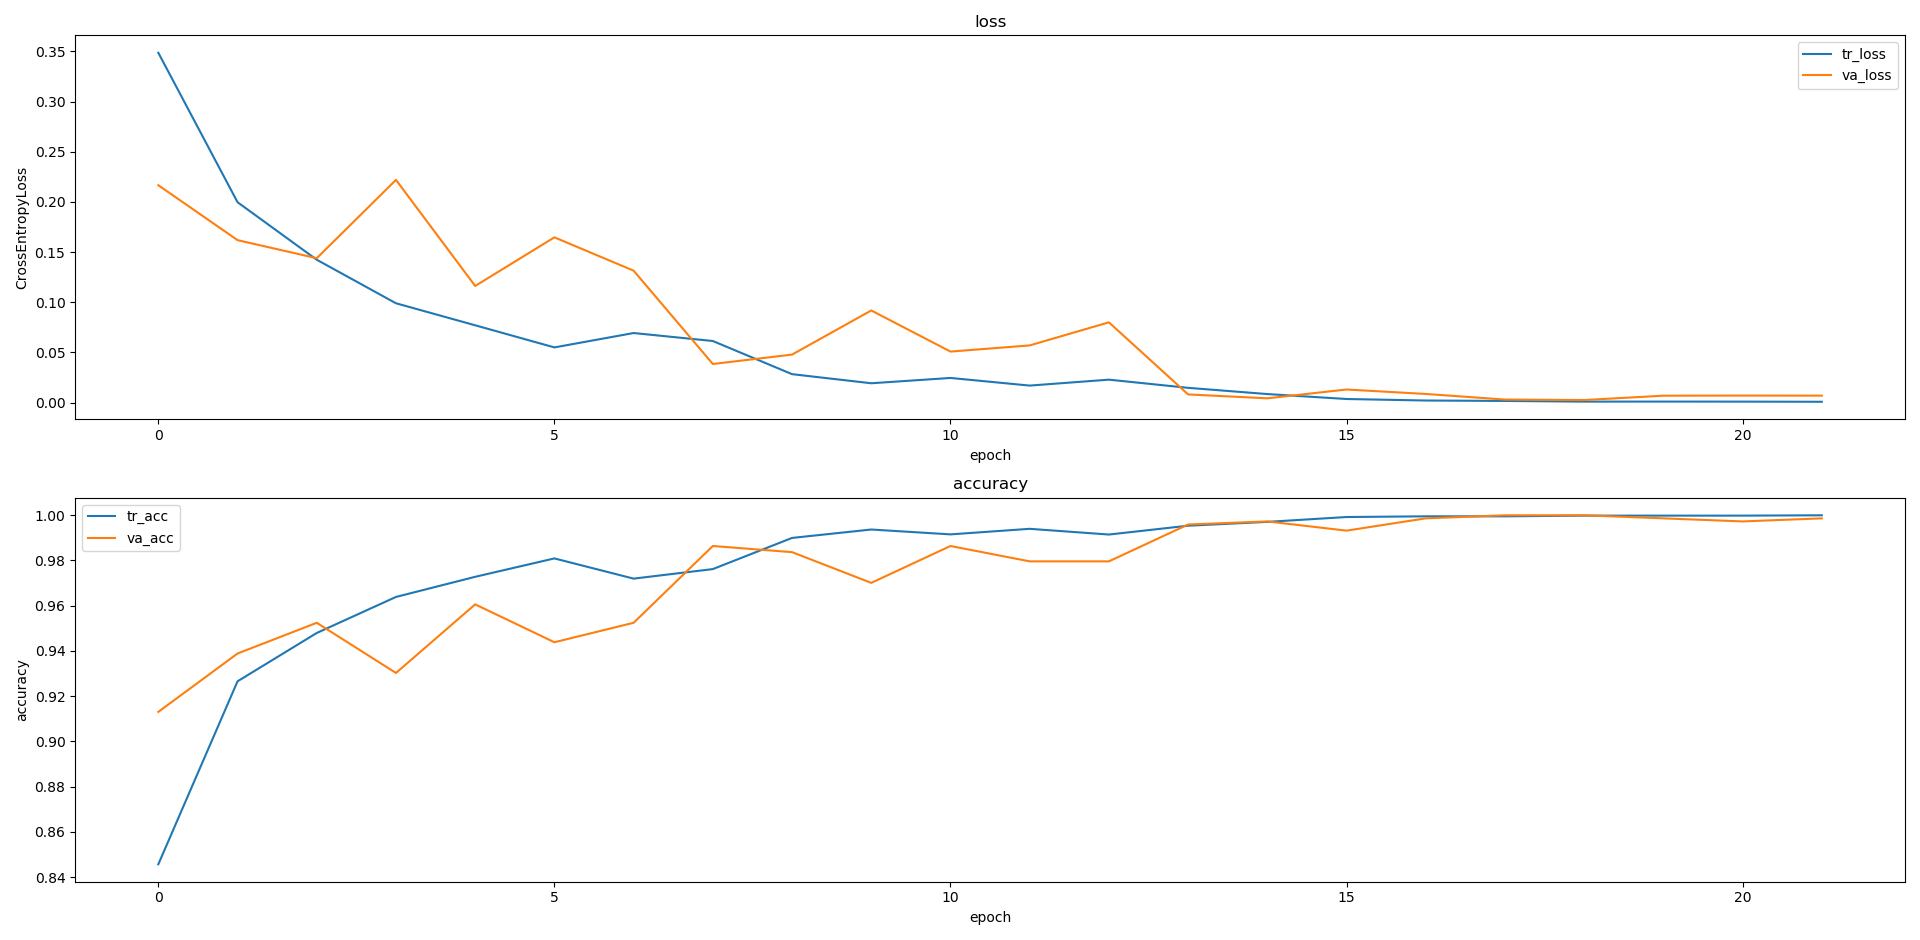 loss
CrossEntropyLoss
0.35
0.30
0.25
0.20
0.15
0.10
0.05
0.00
tr_loss
va_loss
0 5 10 15 20
epoch
accuracy
accuracy
1.00
0.98
0.96
0.94
0.92
0.90
0.88
0.86
0.84
tr_acc
va_acc
0 5 10 15 20
epoch